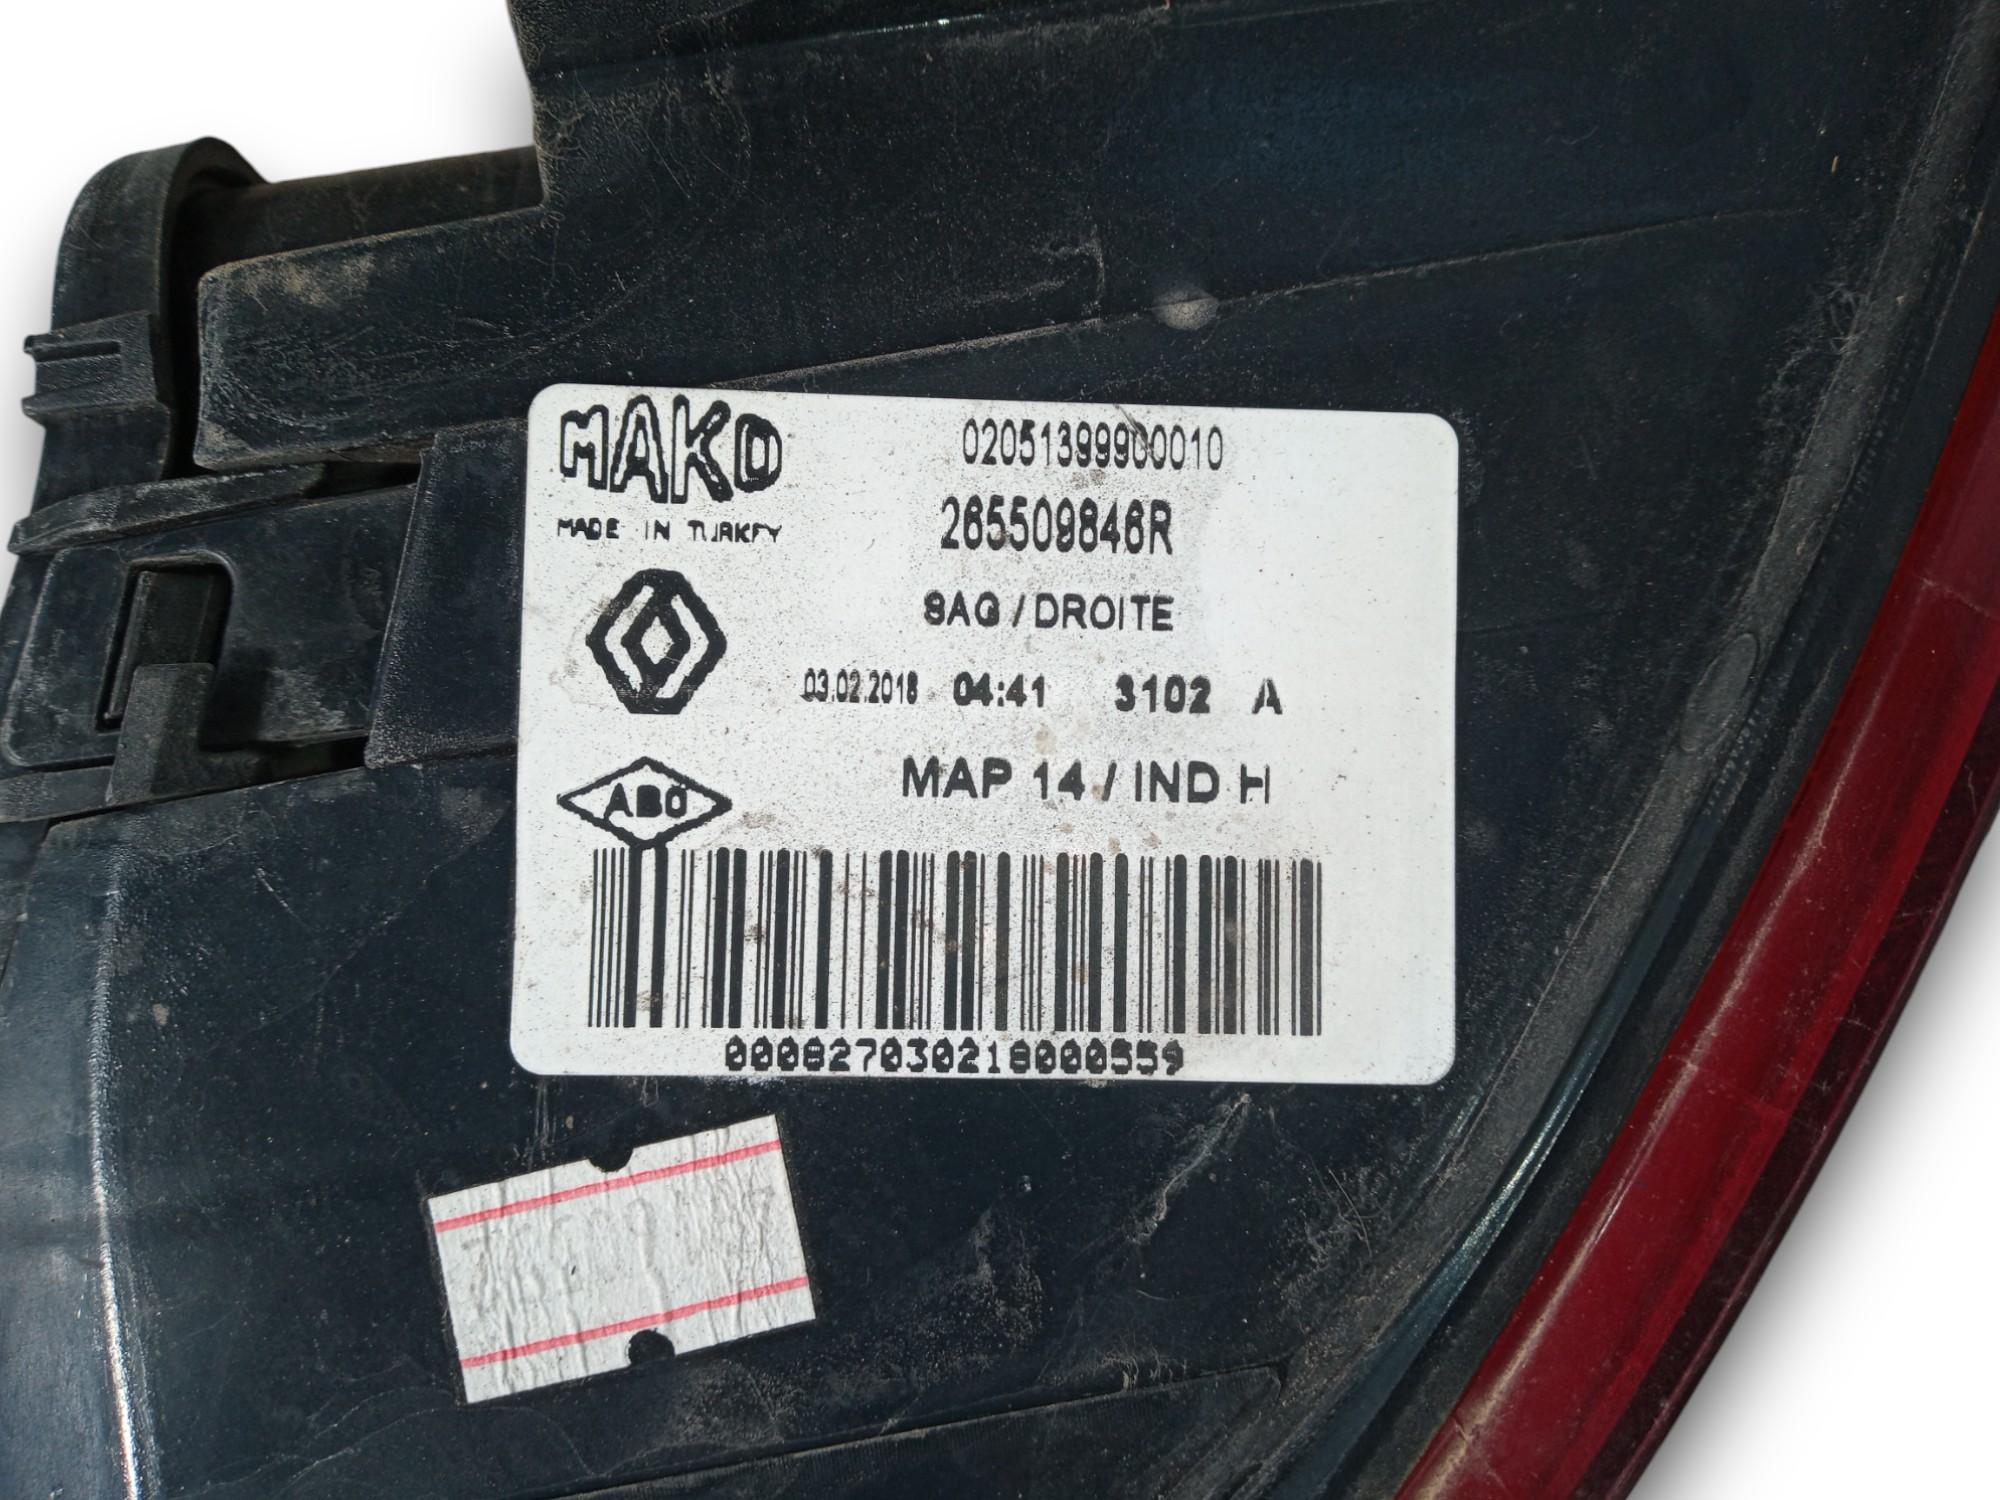 MAKO
02051399900010
MADE IN TURKEY
265509846R
SAG / DROITE
03.02.2018 04:41 3102 A
MAP 14 / IND H
ABO
000827030218000559